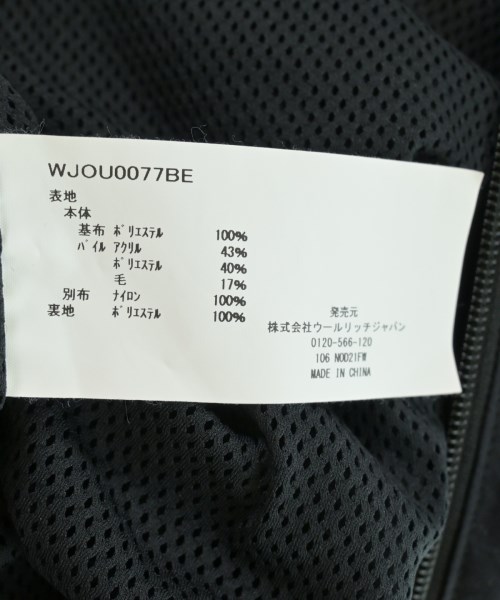 WJOU0077BE
表地
本体
基布 ﾎﾟﾘｴｽﾃﾙ 100%
ﾊﾟｲﾙ ｱｸﾘﾙ 43%
ﾎﾟﾘｴｽﾃﾙ 40%
毛 17%
別布 ﾅｲﾛﾝ 100%
裏地 ﾎﾟﾘｴｽﾃﾙ 100%
発売元
株式会社ウールリッチジャパン
0120-566-120
106 NOD21FW
MADE IN CHINA